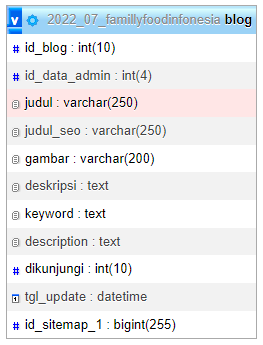 v 2022_07_famillyfoodinfonesia blog
# id_blog : int(10)
# id_data_admin : int(4)
judul : varchar(250)
judul_seo : varchar(250)
gambar : varchar(200)
deskripsi : text
keyword : text
description : text
# dikunjungi : int(10)
tgl_update : datetime
# id_sitemap_1 : bigint(255)